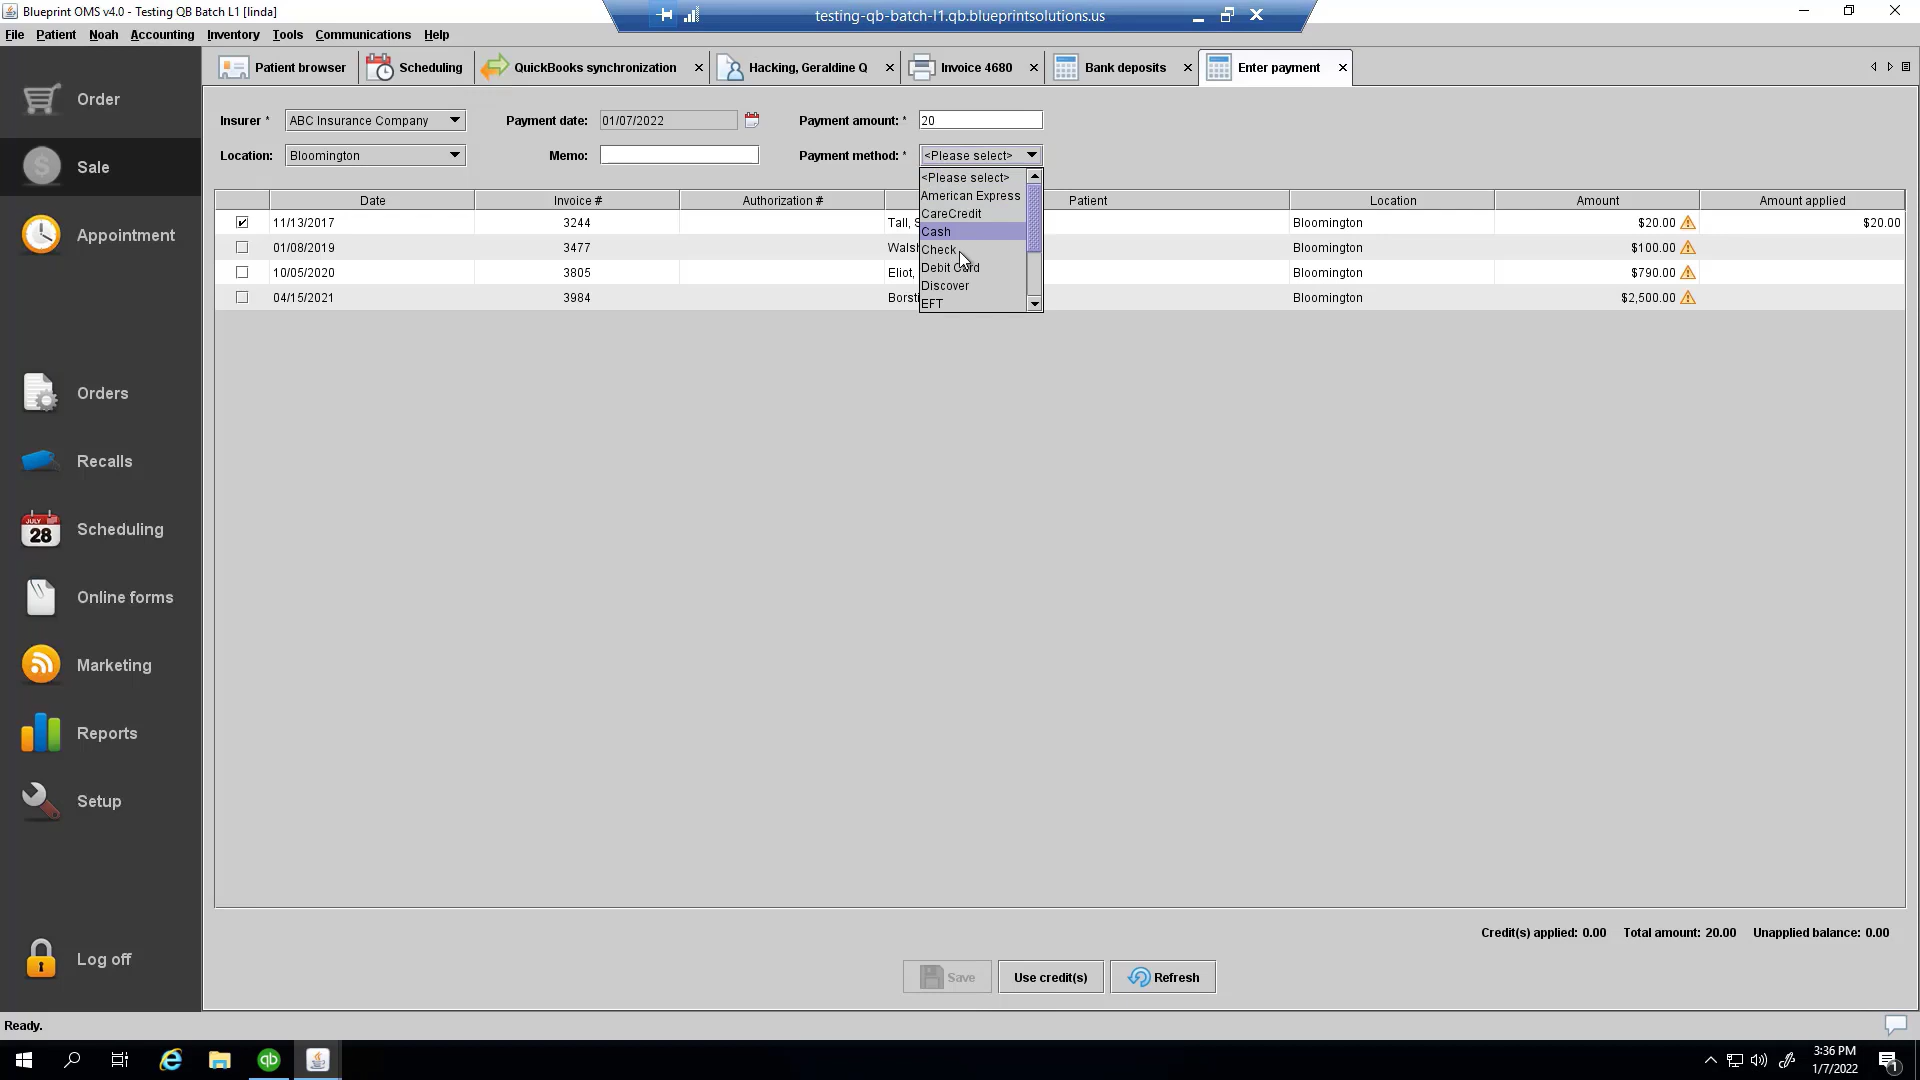 Blueprint OMS v4.0 - Testing QB Batch L1 [linda]
testing-qb-batch-l1.qb.blueprintsolutions.us
File Patient Noah Accounting Inventory Tools Communications Help
Patient browser Scheduling QuickBooks synchronization Hacking, Geraldine Q Invoice 4680 Bank deposits Enter payment
Order
Sale
Appointment
Orders
Recalls
JULY
28
Scheduling
Online forms
Marketing
Reports
Setup
Log off
Insurer * ABC Insurance Company Payment date: 01/07/2022 Payment amount: * 20
Location: Bloomington Memo: Payment method: * <Please select>
<Please select>
American Express
CareCredit
Cash
Check
Debit Card
Discover
EFT
Date Invoice # Authorization # Patient Location Amount Amount applied
11/13/2017 3244 Tall, S Bloomington $20.00 $20.00
01/08/2019 3477 Walsh Bloomington $100.00
10/05/2020 3805 Eliot, Bloomington $790.00
04/15/2021 3984 Borsti Bloomington $2,500.00
Credit(s) applied: 0.00 Total amount: 20.00 Unapplied balance: 0.00
Save Use credit(s) Refresh
Ready.
qb
3:36 PM
1/7/2022
1